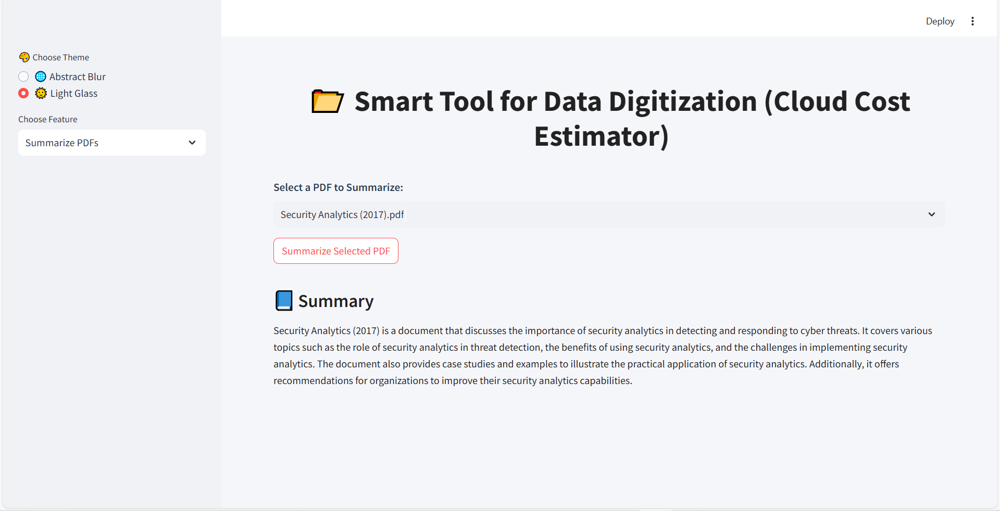 Deploy
Choose Theme
Abstract Blur
Light Glass
Choose Feature
Summarize PDFs
Smart Tool for Data Digitization (Cloud Cost
Estimator)
Select a PDF to Summarize:
Security Analytics (2017).pdf
Summarize Selected PDF
Summary
Security Analytics (2017) is a document that discusses the importance of security analytics in detecting and responding to cyber threats. It covers various
topics such as the role of security analytics in threat detection, the benefits of using security analytics, and the challenges in implementing security
analytics. The document also provides case studies and examples to illustrate the practical application of security analytics. Additionally, it offers
recommendations for organizations to improve their security analytics capabilities.